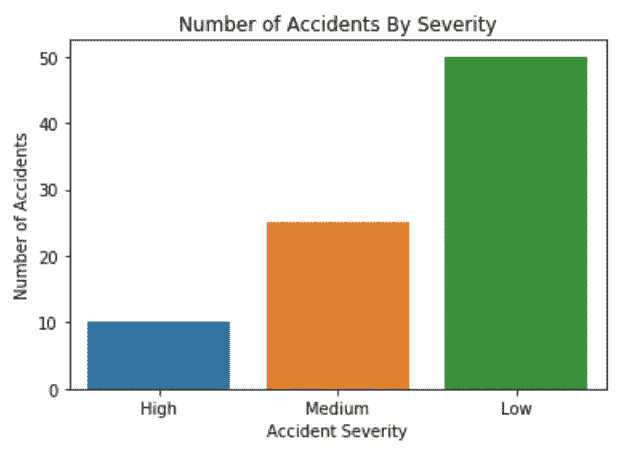 Number of Accidents By Severity
Number of Accidents
50
40
30
20
10
0
High Medium Low
Accident Severity